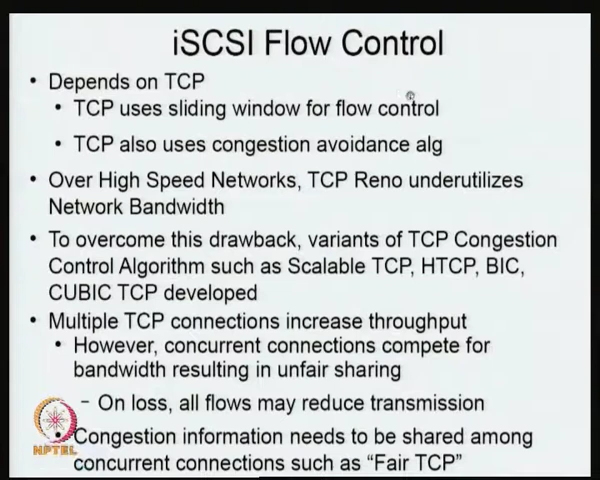 iSCSI Flow Control
• Depends on TCP
• TCP uses sliding window for flow control
• TCP also uses congestion avoidance alg
• Over High Speed Networks, TCP Reno underutilizes
Network Bandwidth
• To overcome this drawback, variants of TCP Congestion
Control Algorithm such as Scalable TCP, HTCP, BIC,
CUBIC TCP developed
• Multiple TCP connections increase throughput
• However, concurrent connections compete for
bandwidth resulting in unfair sharing
– On loss, all flows may reduce transmission
• Congestion information needs to be shared among
concurrent connections such as “Fair TCP”
NPTEL